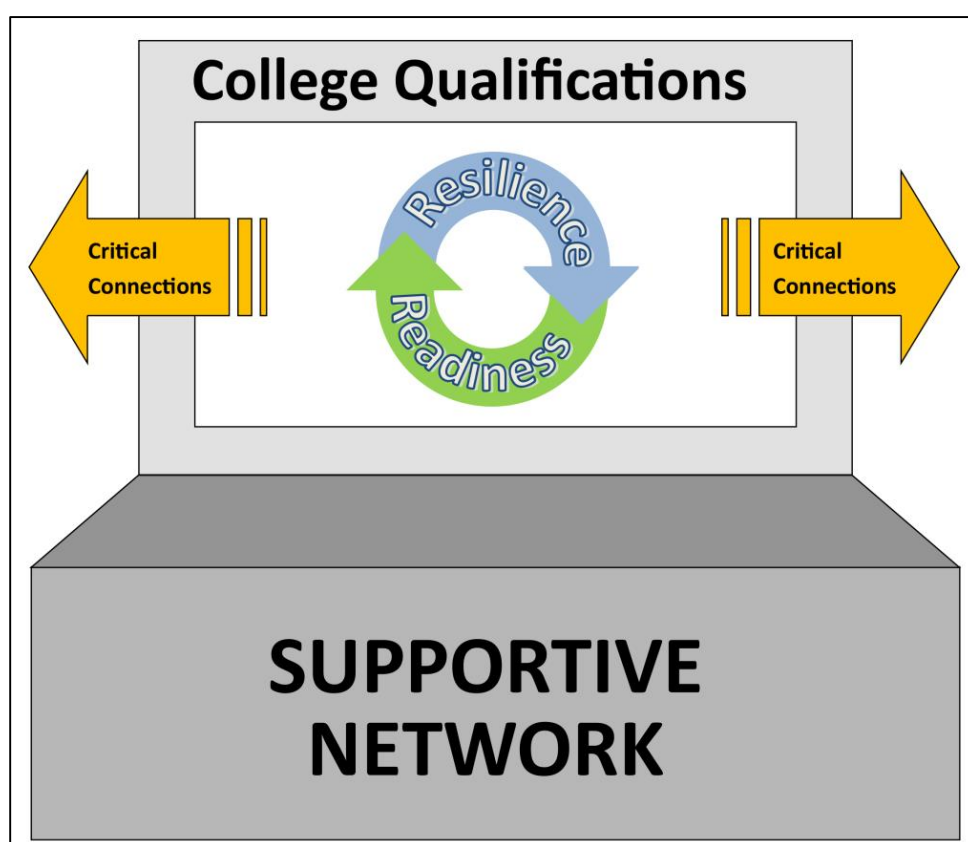 College Qualifications
Resilience
Critical
Connections
Critical
Connections
Readiness
SUPPORTIVE
NETWORK